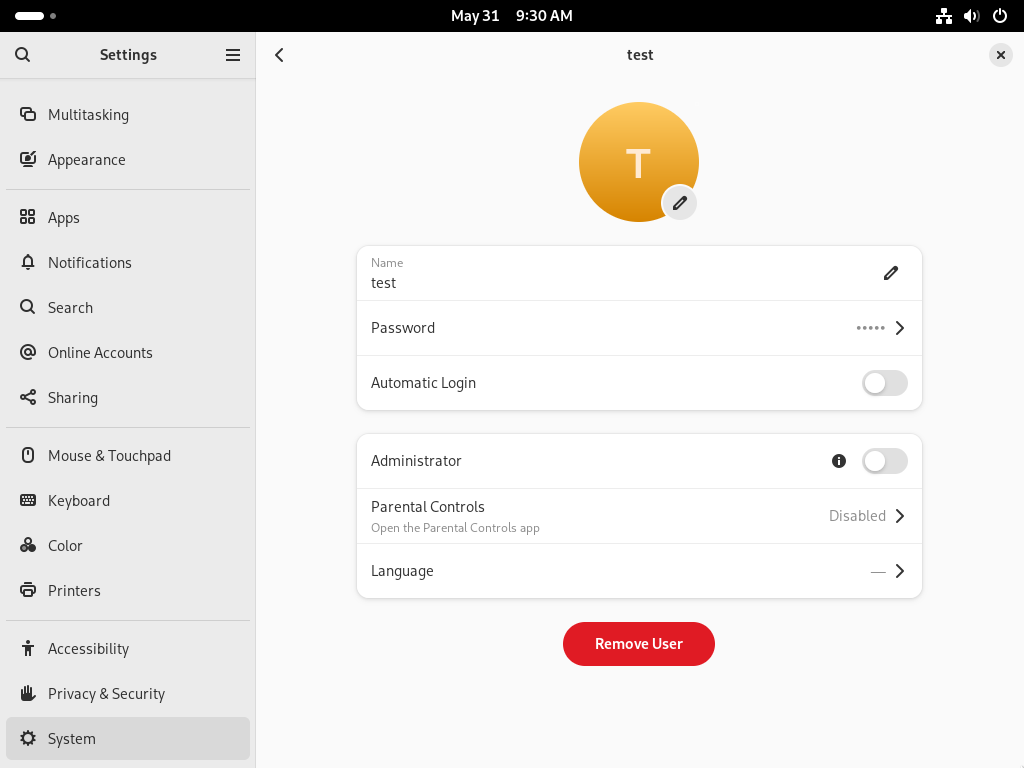 May 31 9:30 AM
Settings
test
Multitasking
Appearance
Apps
Notifications
Search
Online Accounts
Sharing
Mouse & Touchpad
Keyboard
Color
Printers
Accessibility
Privacy & Security
System
T
Name
test
Password •••••
Automatic Login
Administrator
Parental Controls
Open the Parental Controls app
Disabled
Language —
Remove User